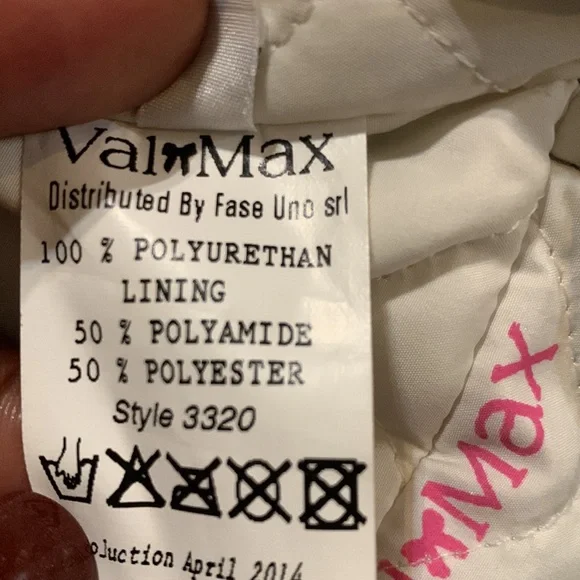 Val Max
Distributed By Fase Uno srl
100 % POLYURETHAN
LINING
50 % POLYAMIDE
50 % POLYESTER
Style 3320
April 2014
Max